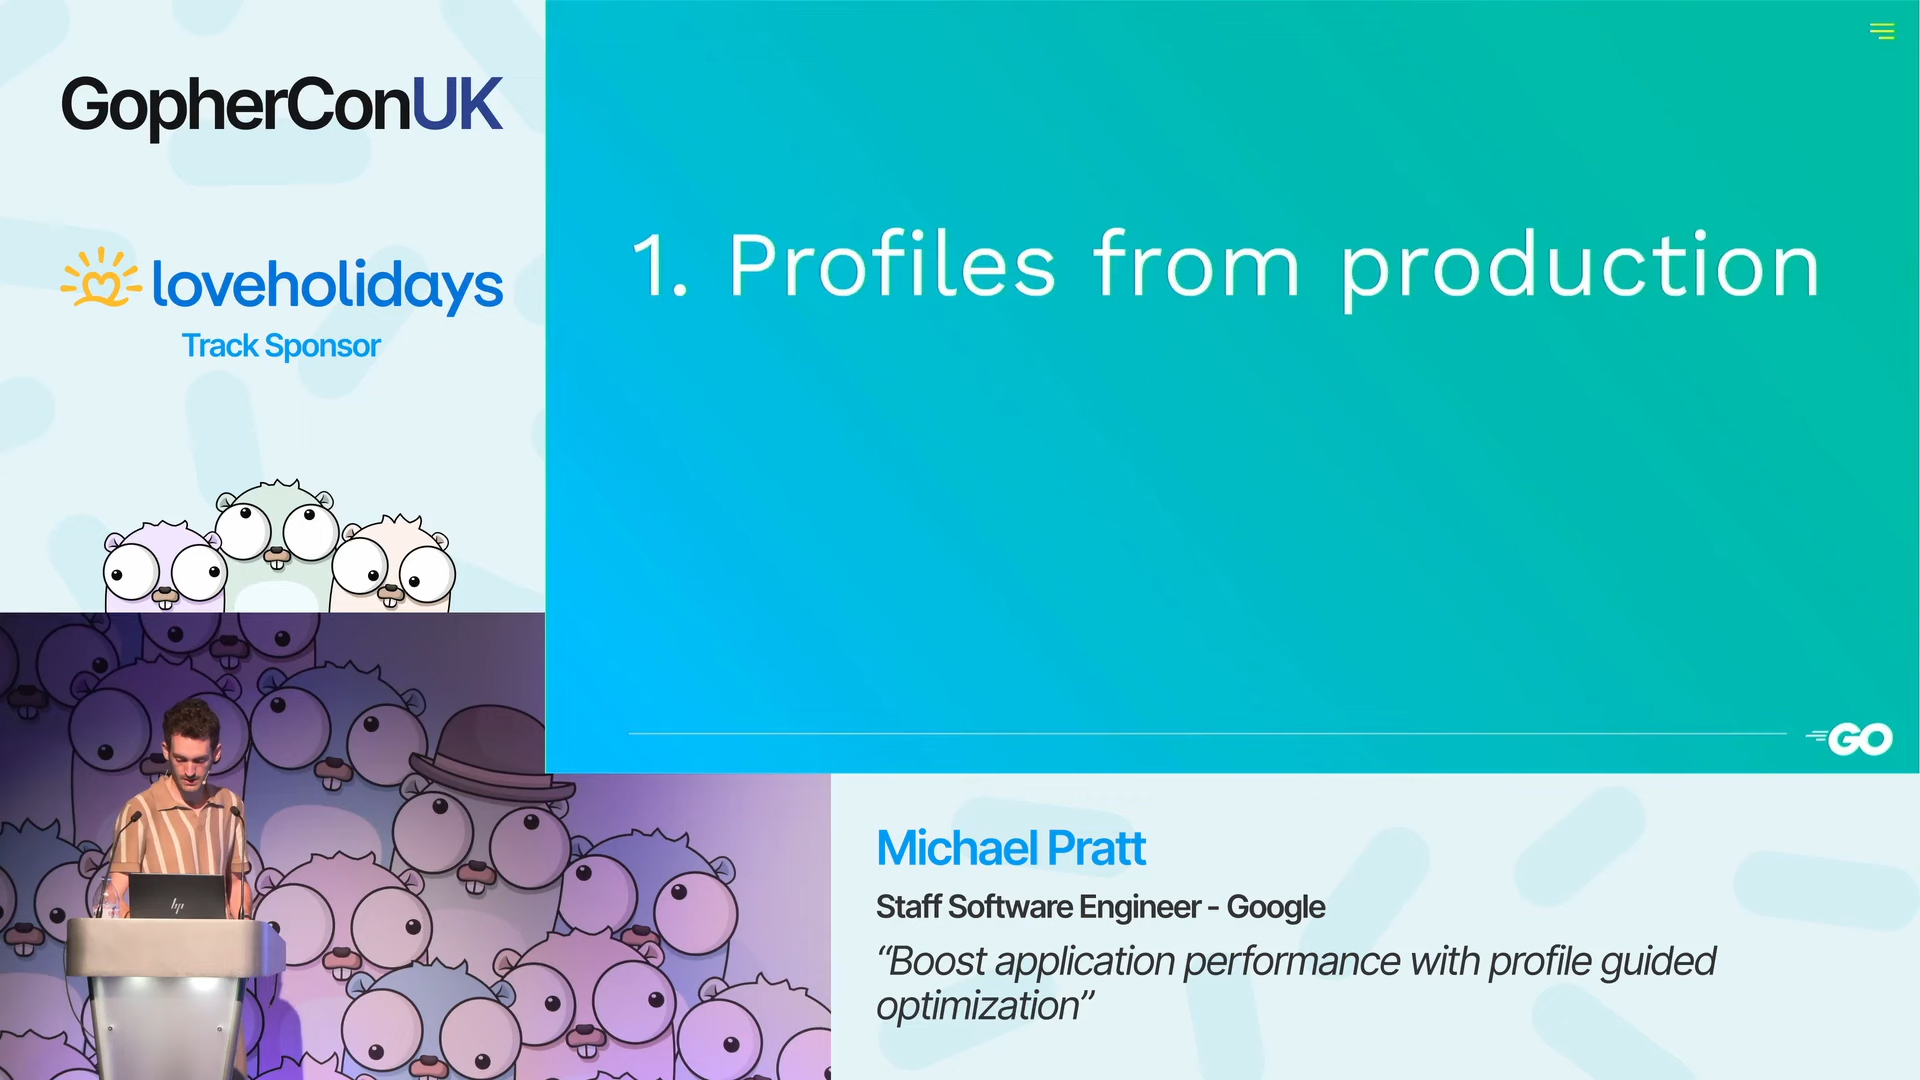 GopherConUK
loveholidays
Track Sponsor
1. Profiles from production
GO
hp
Michael Pratt
Staff Software Engineer - Google
“Boost application performance with profile guided
optimization”